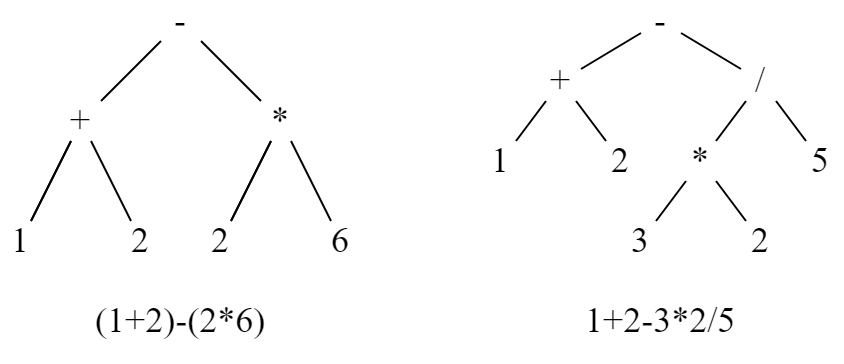 - -
+ /
+ *
1 2 * 5
1 2 2 6
3 2
(1+2)-(2*6) 1+2-3*2/5